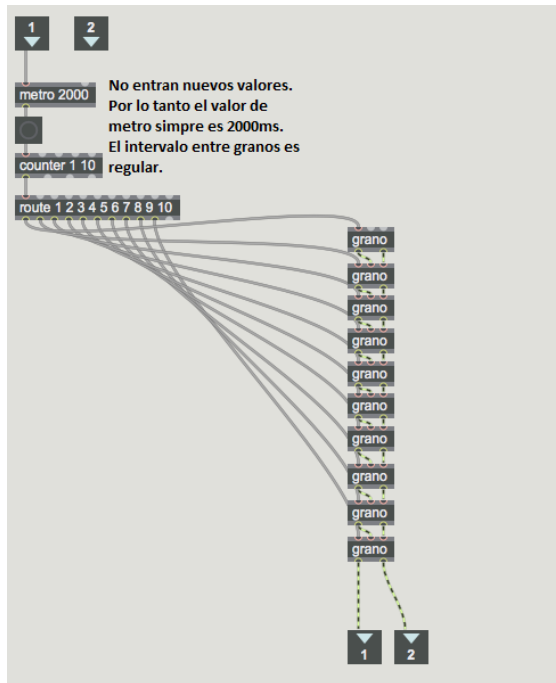 1 2
metro 2000
No entran nuevos valores.
Por lo tanto el valor de
metro simpre es 2000ms.
El intervalo entre granos es
regular.
counter 1 10
route 1 2 3 4 5 6 7 8 9 10
grano
grano
grano
grano
grano
grano
grano
grano
grano
grano
1 2